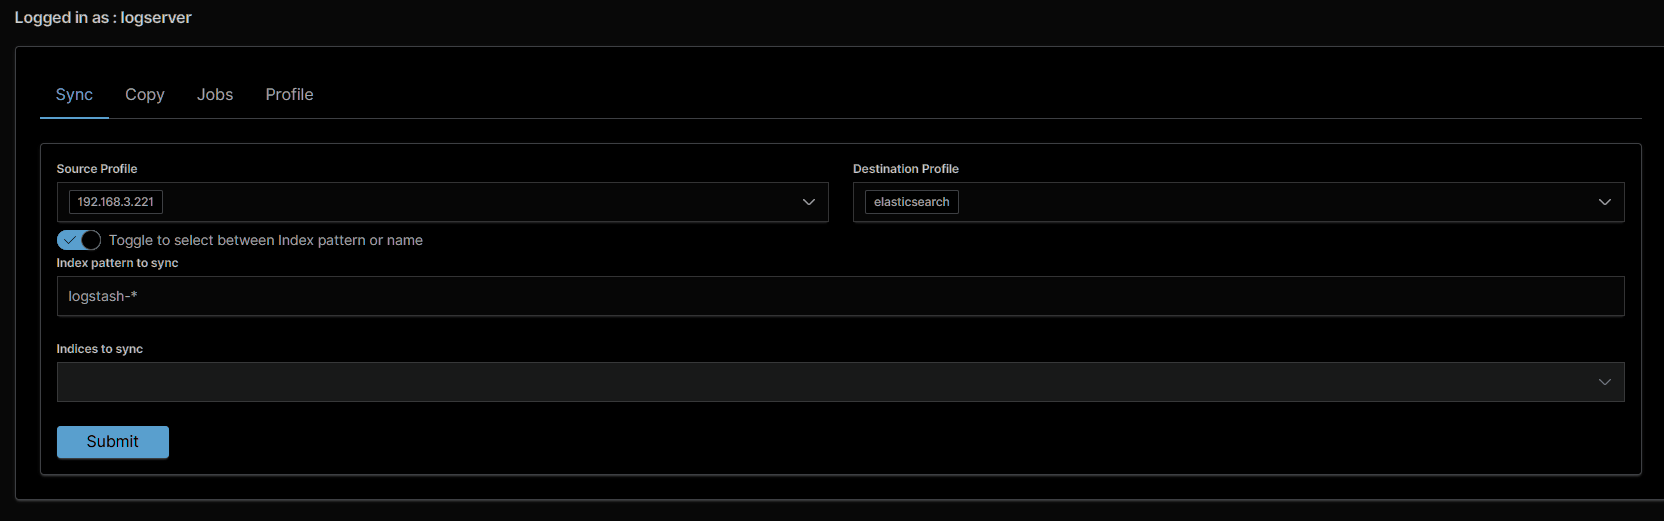 Logged in as : logserver
Sync Copy Jobs Profile
Source Profile Destination Profile
192.168.3.221 elasticsearch
Toggle to select between Index pattern or name
Index pattern to sync
logstash-*
Indices to sync
Submit